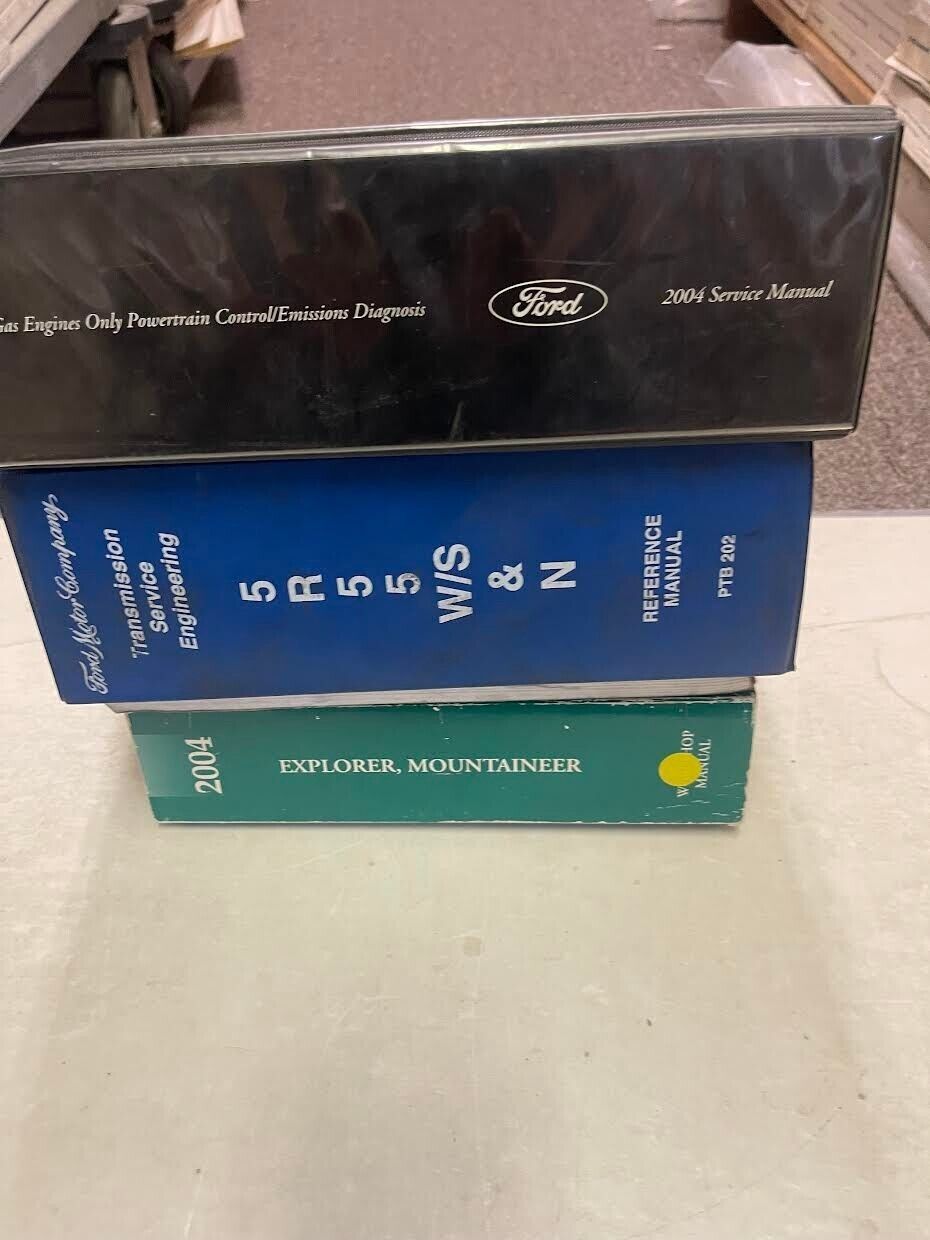 Gas Engines Only Powertrain Control/Emissions Diagnosis
Ford
2004 Service Manual
Ford Motor Company
Transmission
Service
Engineering
5
R
5
5
W/S
&
N
REFERENCE
MANUAL
PTB 202
2004
EXPLORER, MOUNTAINEER
MANUAL